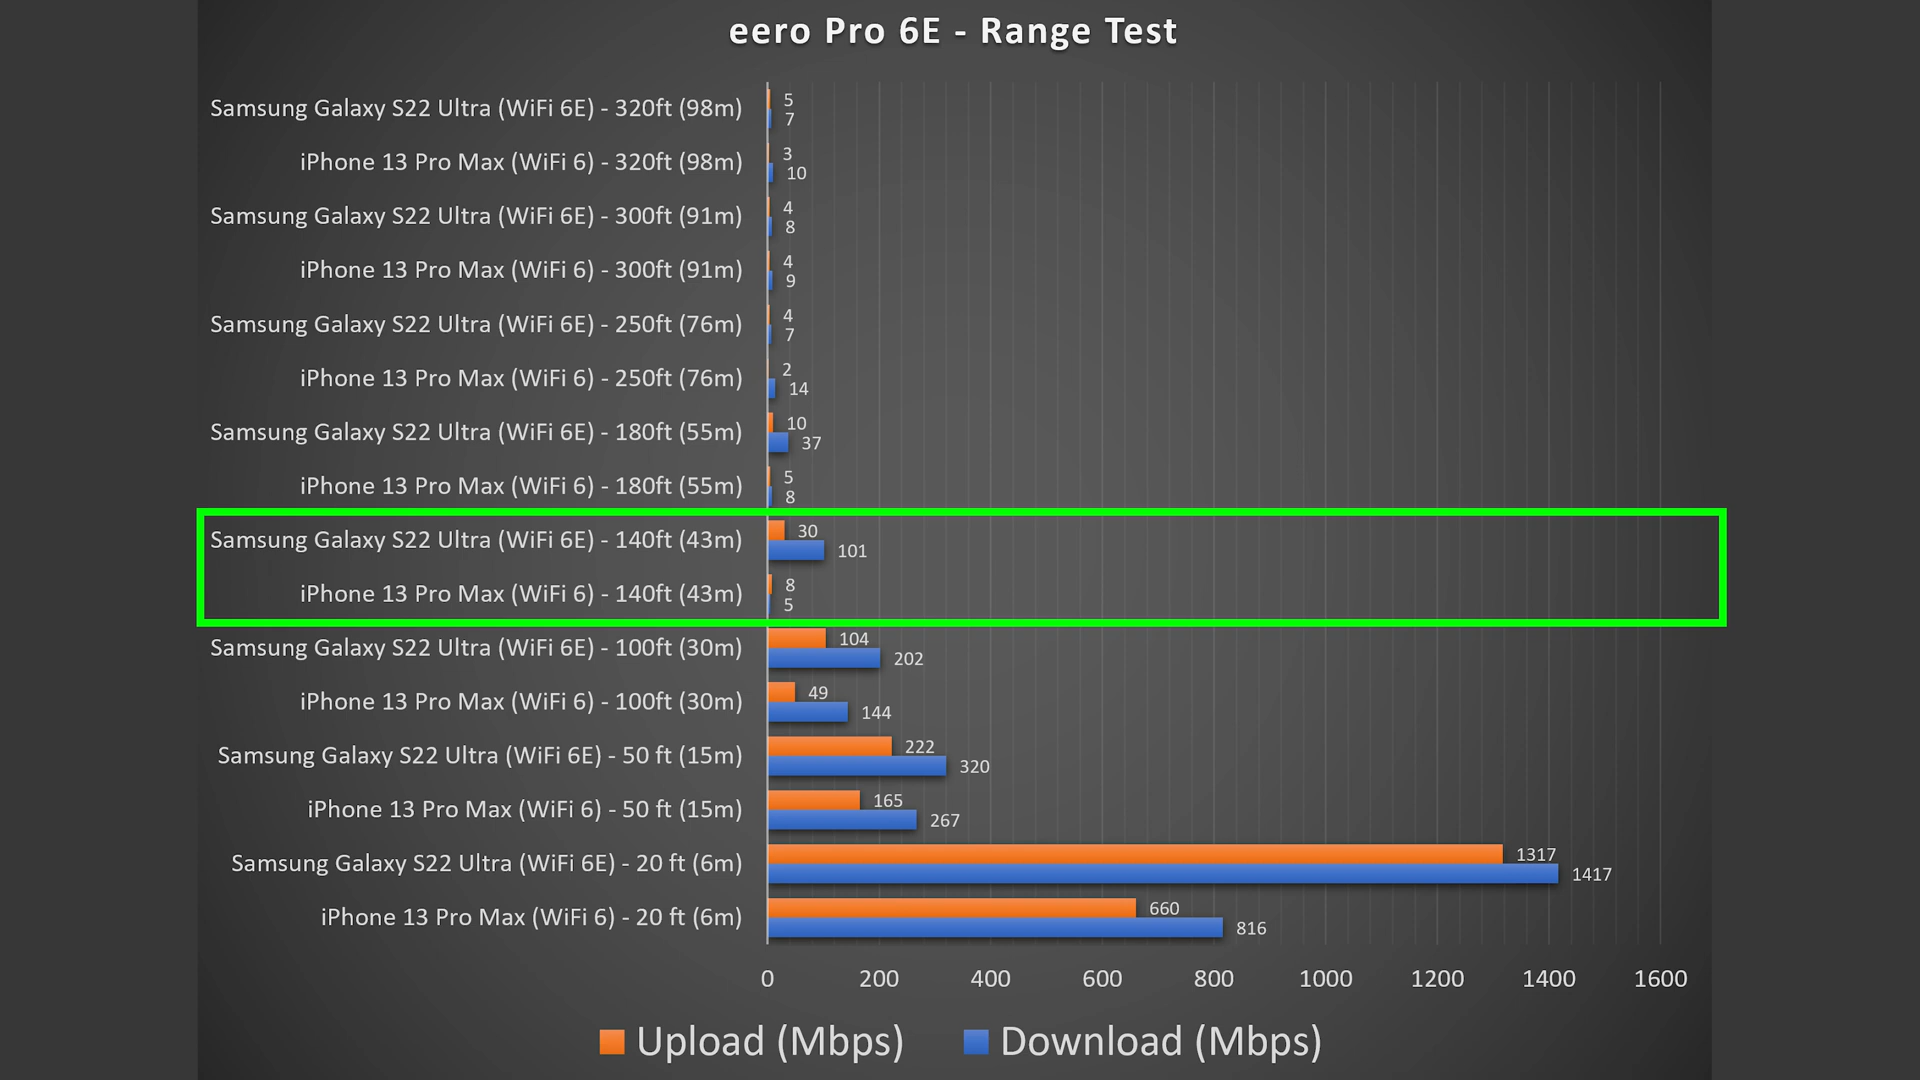 eero Pro 6E - Range Test
Samsung Galaxy S22 Ultra (WiFi 6E) - 320ft (98m)
5
7
iPhone 13 Pro Max (WiFi 6) - 320ft (98m)
3
10
Samsung Galaxy S22 Ultra (WiFi 6E) - 300ft (91m)
4
8
iPhone 13 Pro Max (WiFi 6) - 300ft (91m)
4
9
Samsung Galaxy S22 Ultra (WiFi 6E) - 250ft (76m)
4
7
iPhone 13 Pro Max (WiFi 6) - 250ft (76m)
2
14
Samsung Galaxy S22 Ultra (WiFi 6E) - 180ft (55m)
10
37
iPhone 13 Pro Max (WiFi 6) - 180ft (55m)
5
8
Samsung Galaxy S22 Ultra (WiFi 6E) - 140ft (43m)
30
101
iPhone 13 Pro Max (WiFi 6) - 140ft (43m)
8
5
Samsung Galaxy S22 Ultra (WiFi 6E) - 100ft (30m)
104
202
iPhone 13 Pro Max (WiFi 6) - 100ft (30m)
49
144
Samsung Galaxy S22 Ultra (WiFi 6E) - 50 ft (15m)
222
320
iPhone 13 Pro Max (WiFi 6) - 50 ft (15m)
165
267
Samsung Galaxy S22 Ultra (WiFi 6E) - 20 ft (6m)
1317
1417
iPhone 13 Pro Max (WiFi 6) - 20 ft (6m)
660
816
0 200 400 600 800 1000 1200 1400 1600
Upload (Mbps) Download (Mbps)